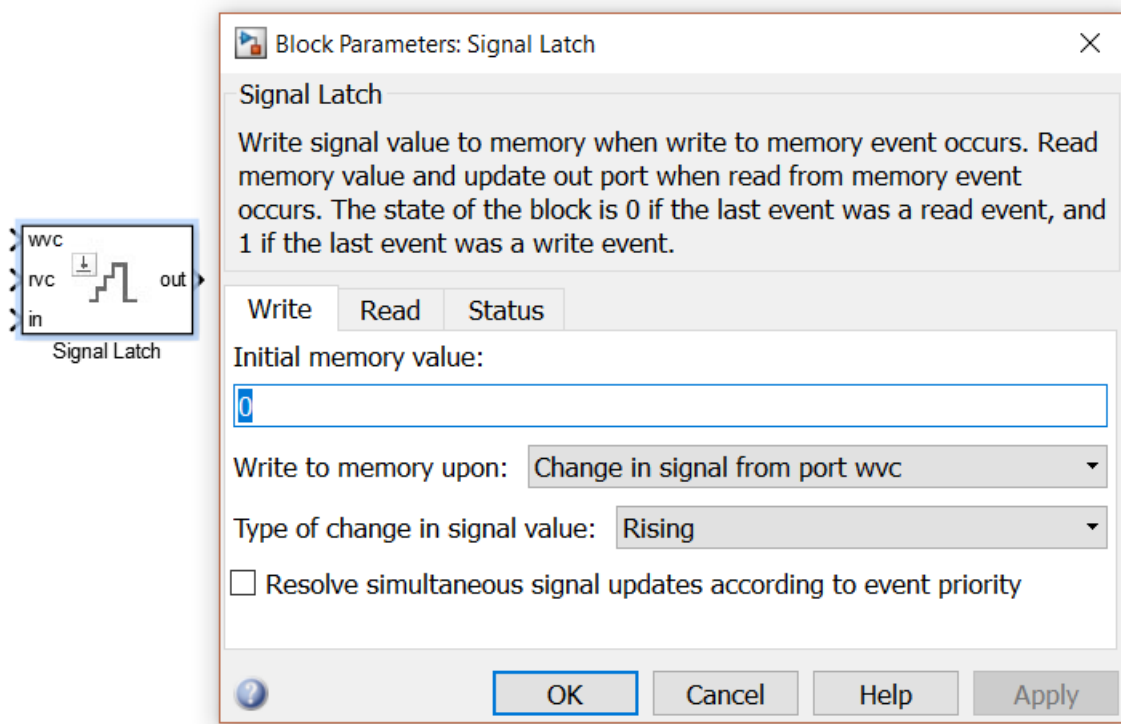 Block Parameters: Signal Latch
Signal Latch
Write signal value to memory when write to memory event occurs. Read
memory value and update out port when read from memory event
occurs. The state of the block is 0 if the last event was a read event, and
1 if the last event was a write event.
wvc
rvc
in
out
Signal Latch
Write Read Status
Initial memory value:
0
Write to memory upon: Change in signal from port wvc
Type of change in signal value: Rising
Resolve simultaneous signal updates according to event priority
OK Cancel Help Apply